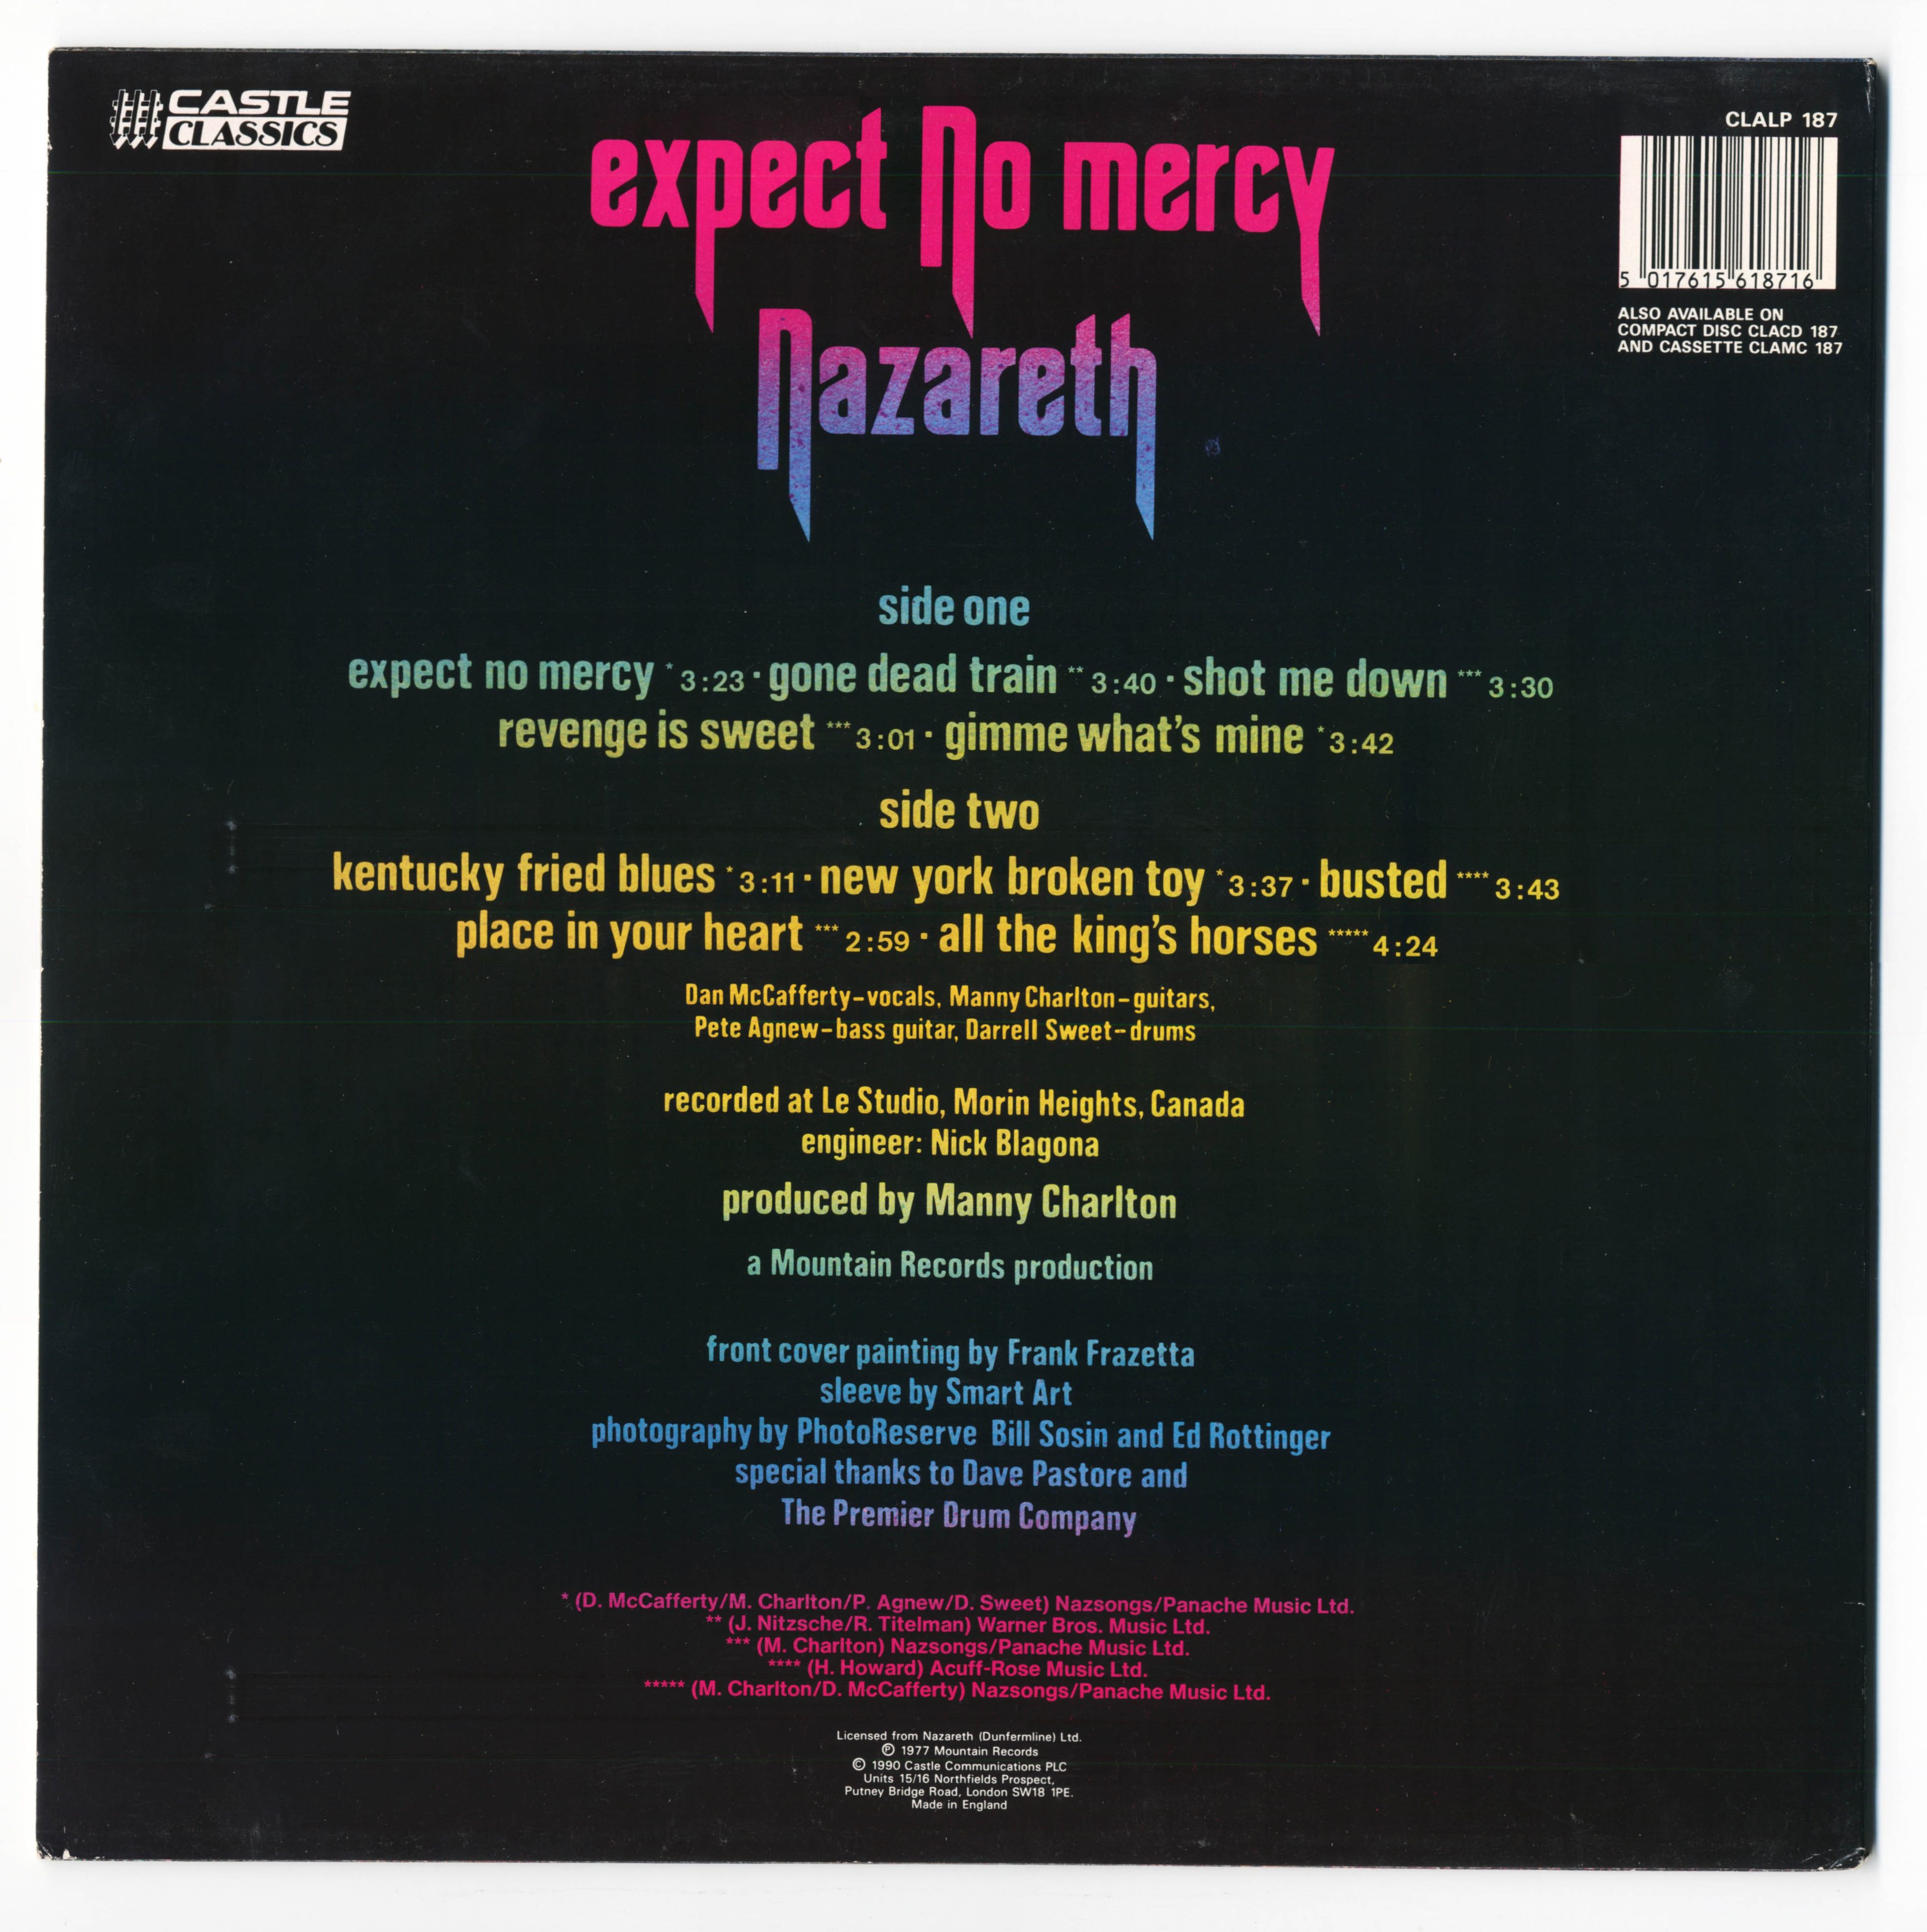 CASTLE
CLASSICS
CLALP 187
expect No mercy
5 017615 618716
ALSO AVAILABLE ON
COMPACT DISC CLACD 187
AND CASSETTE CLAMC 187
Nazareth
side one
expect no mercy * 3:23 · gone dead train ** 3:40 · shot me down *** 3:30
revenge is sweet *** 3:01 · gimme what's mine * 3:42
side two
kentucky fried blues * 3:11 · new york broken toy * 3:37 · busted **** 3:43
place in your heart *** 2:59 · all the king's horses ***** 4:24
Dan McCafferty-vocals, Manny Charlton-guitars,
Pete Agnew-bass guitar, Darrell Sweet-drums
recorded at Le Studio, Morin Heights, Canada
engineer: Nick Blagona
produced by Manny Charlton
a Mountain Records production
front cover painting by Frank Frazetta
sleeve by Smart Art
photography by PhotoReserve Bill Sosin and Ed Rottinger
special thanks to Dave Pastore and
The Premier Drum Company
* (D. McCafferty/M. Charlton/P. Agnew/D. Sweet) Nazsongs/Panache Music Ltd.
** (J. Nitzsche/R. Titelman) Warner Bros. Music Ltd.
*** (M. Charlton) Nazsongs/Panache Music Ltd.
**** (H. Howard) Acuff-Rose Music Ltd.
***** (M. Charlton/D. McCafferty) Nazsongs/Panache Music Ltd.
Licensed from Nazareth (Dunfermline) Ltd.
℗ 1977 Mountain Records
© 1990 Castle Communications PLC
Units 15/16 Northfields Prospect,
Putney Bridge Road, London SW18 1PE.
Made in England